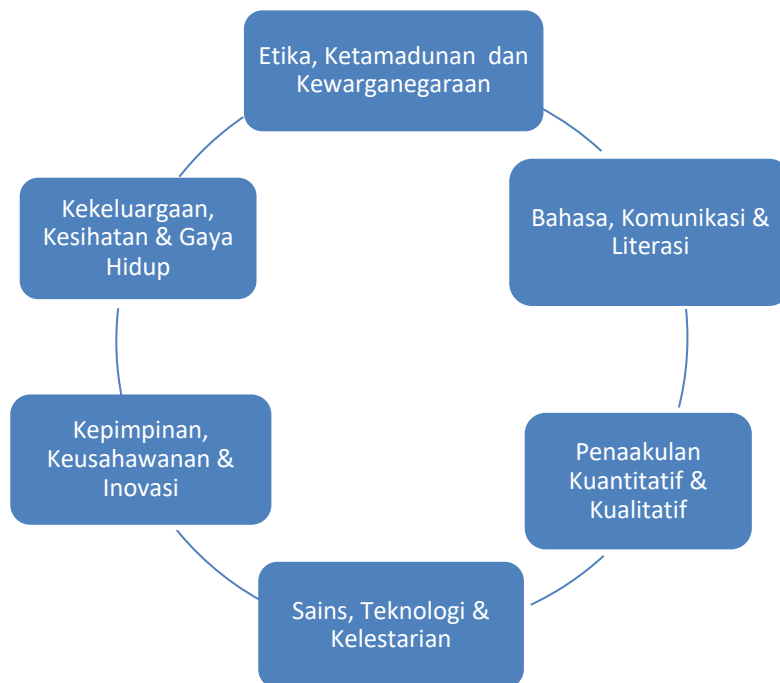 Etika, Ketamadunan dan
Kewarganegaraan
Bahasa, Komunikasi &
Literasi
Penaakulan
Kuantitatif &
Kualitatif
Sains, Teknologi &
Kelestarian
Kepimpinan,
Keusahawanan &
Inovasi
Kekeluargaan,
Kesihatan & Gaya
Hidup